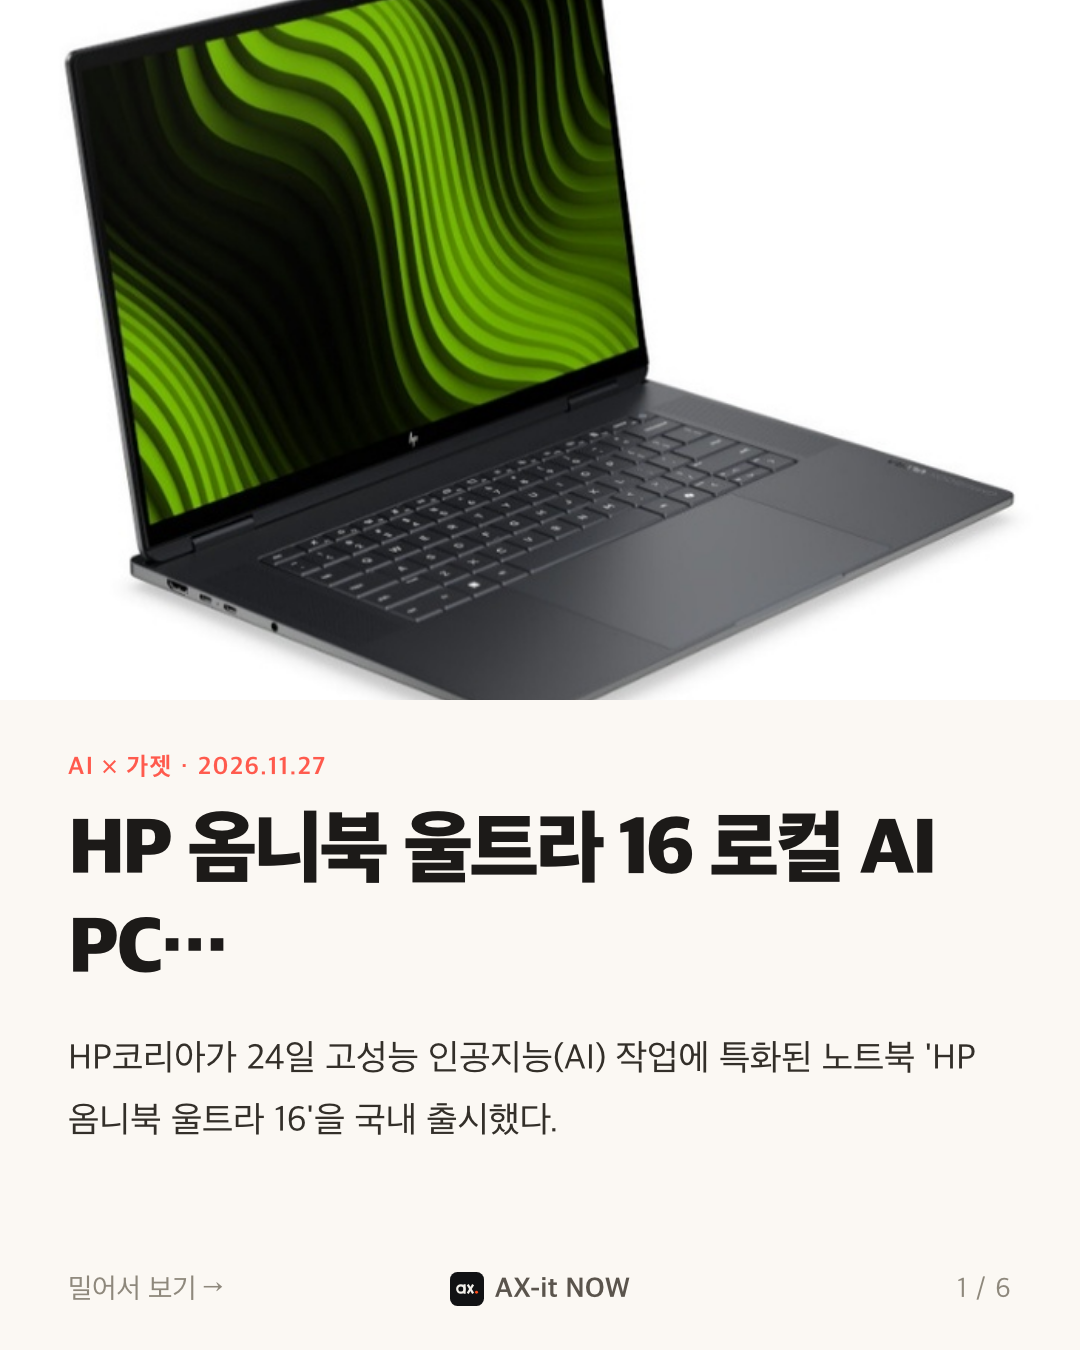 AI × 가젯 · 2026.11.27
HP 옴니북 울트라 16 로컬 AI
PC…
HP코리아가 24일 고성능 인공지능(AI) 작업에 특화된 노트북 'HP
옴니북 울트라 16'을 국내 출시했다.
밀어서 보기 →
ax. AX-it NOW
1 / 6